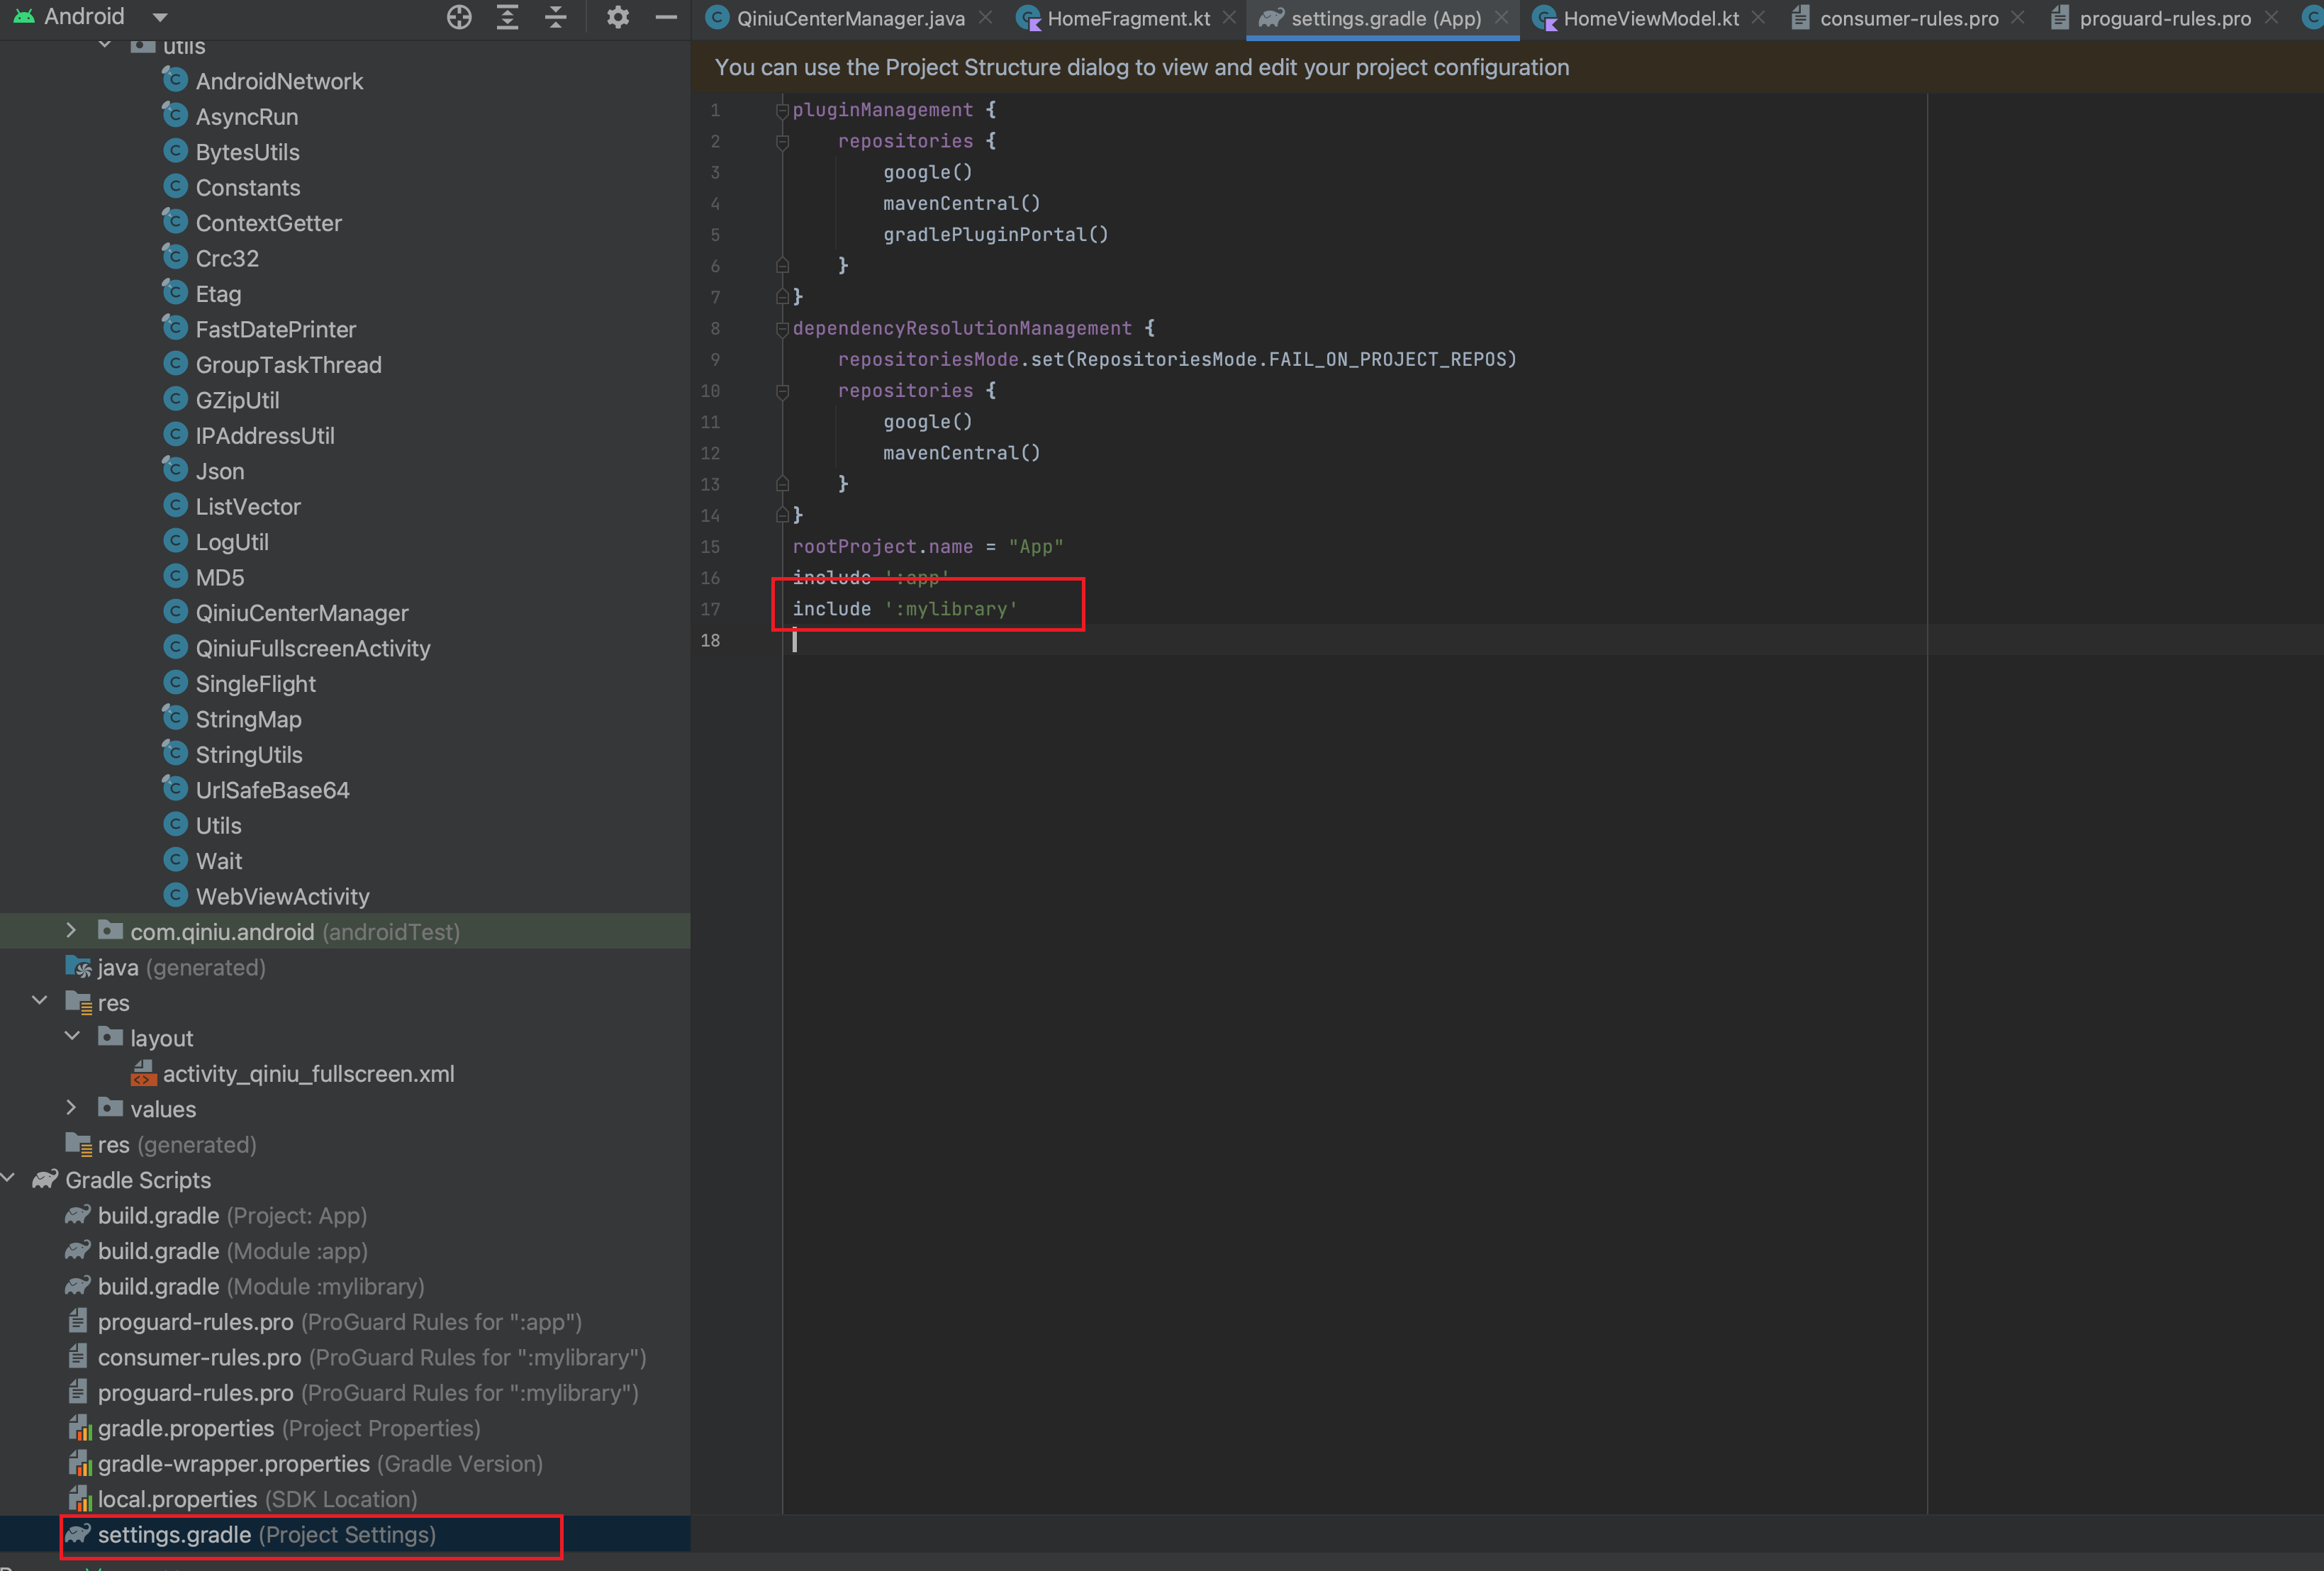 Android
QiniuCenterManager.java
HomeFragment.kt
settings.gradle (App)
HomeViewModel.kt
consumer-rules.pro
proguard-rules.pro
utils
AndroidNetwork
AsyncRun
BytesUtils
Constants
ContextGetter
Crc32
Etag
FastDatePrinter
GroupTaskThread
GZipUtil
IPAddressUtil
Json
ListVector
LogUtil
MD5
QiniuCenterManager
QiniuFullscreenActivity
SingleFlight
StringMap
StringUtils
UrlSafeBase64
Utils
Wait
WebViewActivity
com.qiniu.android (androidTest)
java (generated)
res
layout
activity_qiniu_fullscreen.xml
values
res (generated)
Gradle Scripts
build.gradle (Project: App)
build.gradle (Module :app)
build.gradle (Module :mylibrary)
proguard-rules.pro (ProGuard Rules for ":app")
consumer-rules.pro (ProGuard Rules for ":mylibrary")
proguard-rules.pro (ProGuard Rules for ":mylibrary")
gradle.properties (Project Properties)
gradle-wrapper.properties (Gradle Version)
local.properties (SDK Location)
settings.gradle (Project Settings)
You can use the Project Structure dialog to view and edit your project configuration
1 pluginManagement {
2 repositories {
3 google()
4 mavenCentral()
5 gradlePluginPortal()
6 }
7 }
8 dependencyResolutionManagement {
9 repositoriesMode.set(RepositoriesMode.FAIL_ON_PROJECT_REPOS)
10 repositories {
11 google()
12 mavenCentral()
13 }
14 }
15 rootProject.name = "App"
16 include ':app'
17 include ':mylibrary'
18